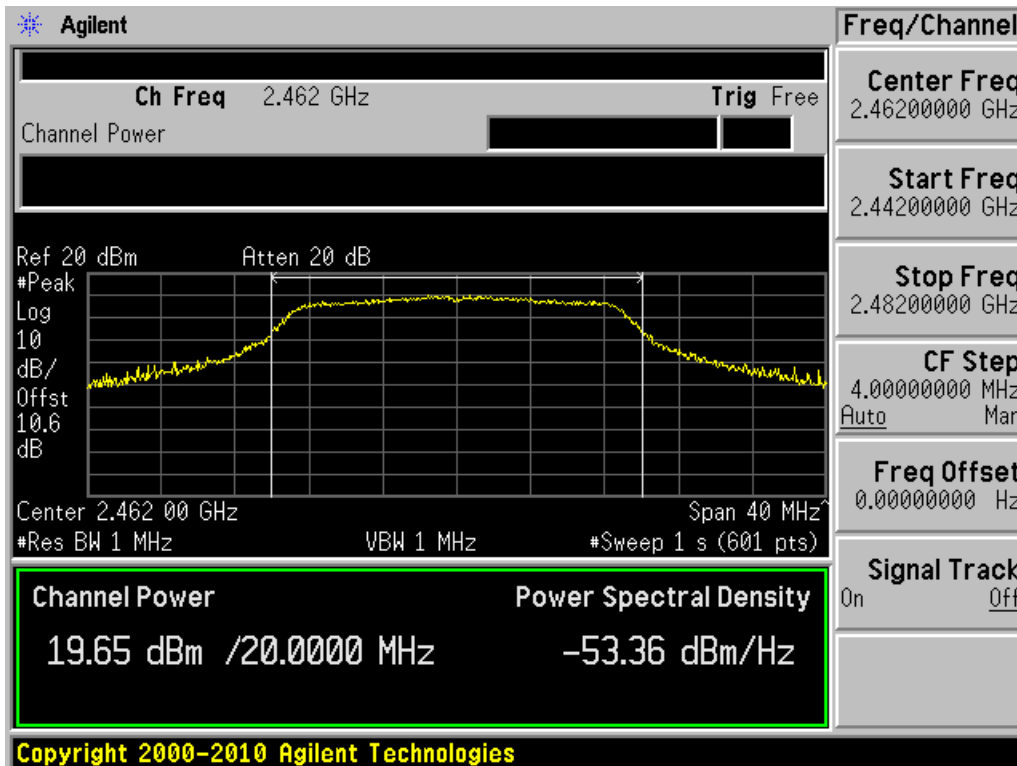 Agilent
Ch Freq 2.462 GHz Trig Free
Channel Power
Ref 20 dBm Atten 20 dB
#Peak
Log
10
dB/
Offst
10.6
dB
Center 2.462 00 GHz Span 40 MHz^
#Res BW 1 MHz VBW 1 MHz #Sweep 1 s (601 pts)
Channel Power Power Spectral Density
19.65 dBm /20.0000 MHz -53.36 dBm/Hz
Copyright 2000-2010 Agilent Technologies
Freq/Channel
Center Freq
2.46200000 GHz
Start Freq
2.44200000 GHz
Stop Freq
2.48200000 GHz
CF Step
4.00000000 MHz
Auto Man
Freq Offset
0.00000000 Hz
Signal Track
On Off